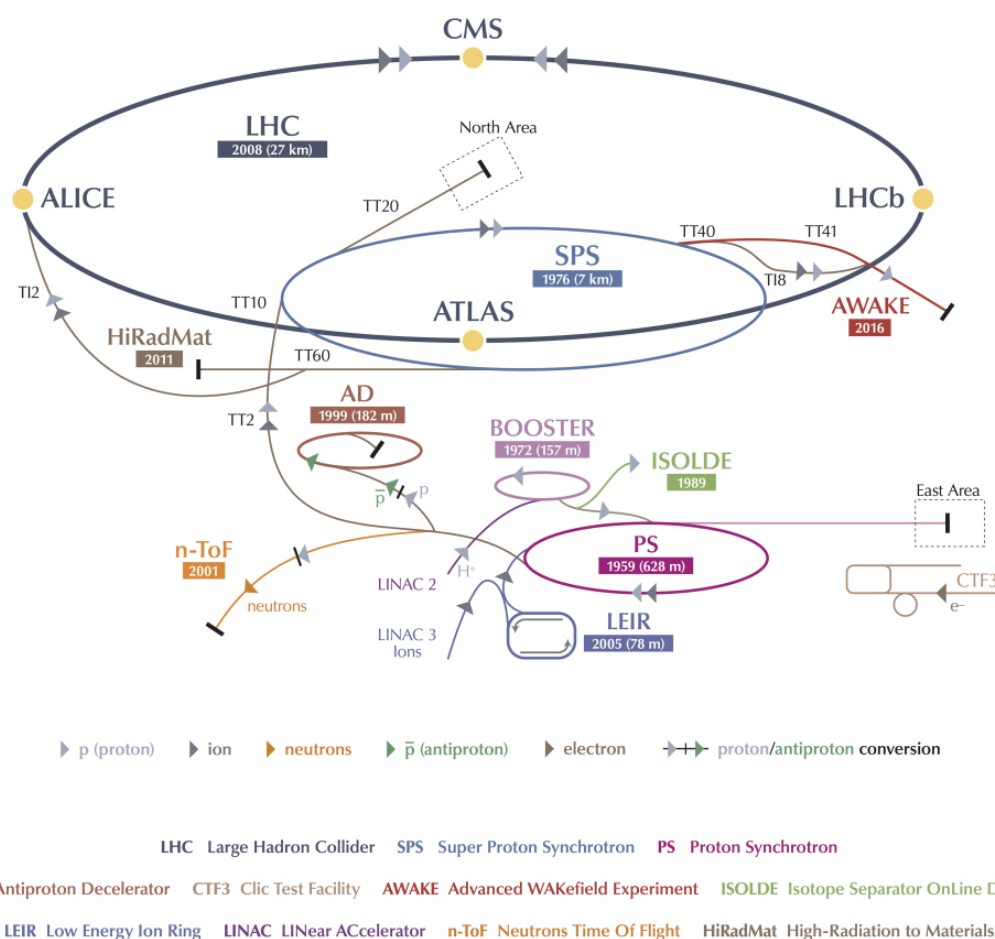 CMS
LHC
2008 (27 km)
North Area
ALICE
LHCb
TT20
TT40
TT41
SPS
1976 (7 km)
TI8
TI2
TT10
ATLAS
AWAKE
2016
HiRadMat
2011
TT60
AD
1999 (182 m)
TT2
BOOSTER
1972 (157 m)
ISOLDE
1989
p̅
p
East Area
n-ToF
2001
PS
1959 (628 m)
H⁺
LINAC 2
neutrons
CTF3
e–
LEIR
2005 (78 m)
LINAC 3
Ions
p (proton) ion neutrons p̅ (antiproton) electron proton/antiproton conversion
LHC Large Hadron Collider SPS Super Proton Synchrotron PS Proton Synchrotron
Antiproton Decelerator CTF3 Clic Test Facility AWAKE Advanced WAKefield Experiment ISOLDE Isotope Separator OnLine
LEIR Low Energy Ion Ring LINAC LINear ACcelerator n-ToF Neutrons Time Of Flight HiRadMat High-Radiation to Materials